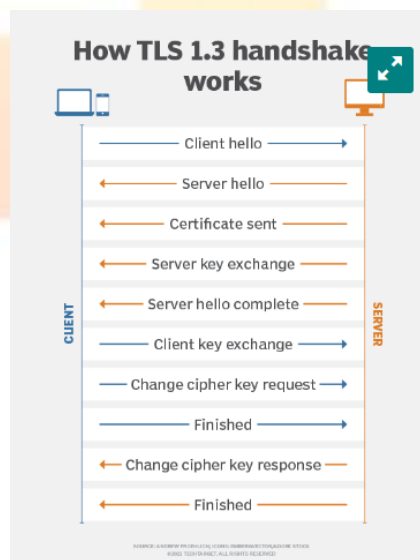 How TLS 1.3 handshake
works
Client hello
Server hello
Certificate sent
Server key exchange
Server hello complete
CLIENT
SERVER
Client key exchange
Change cipher key request
Finished
Change cipher key response
Finished